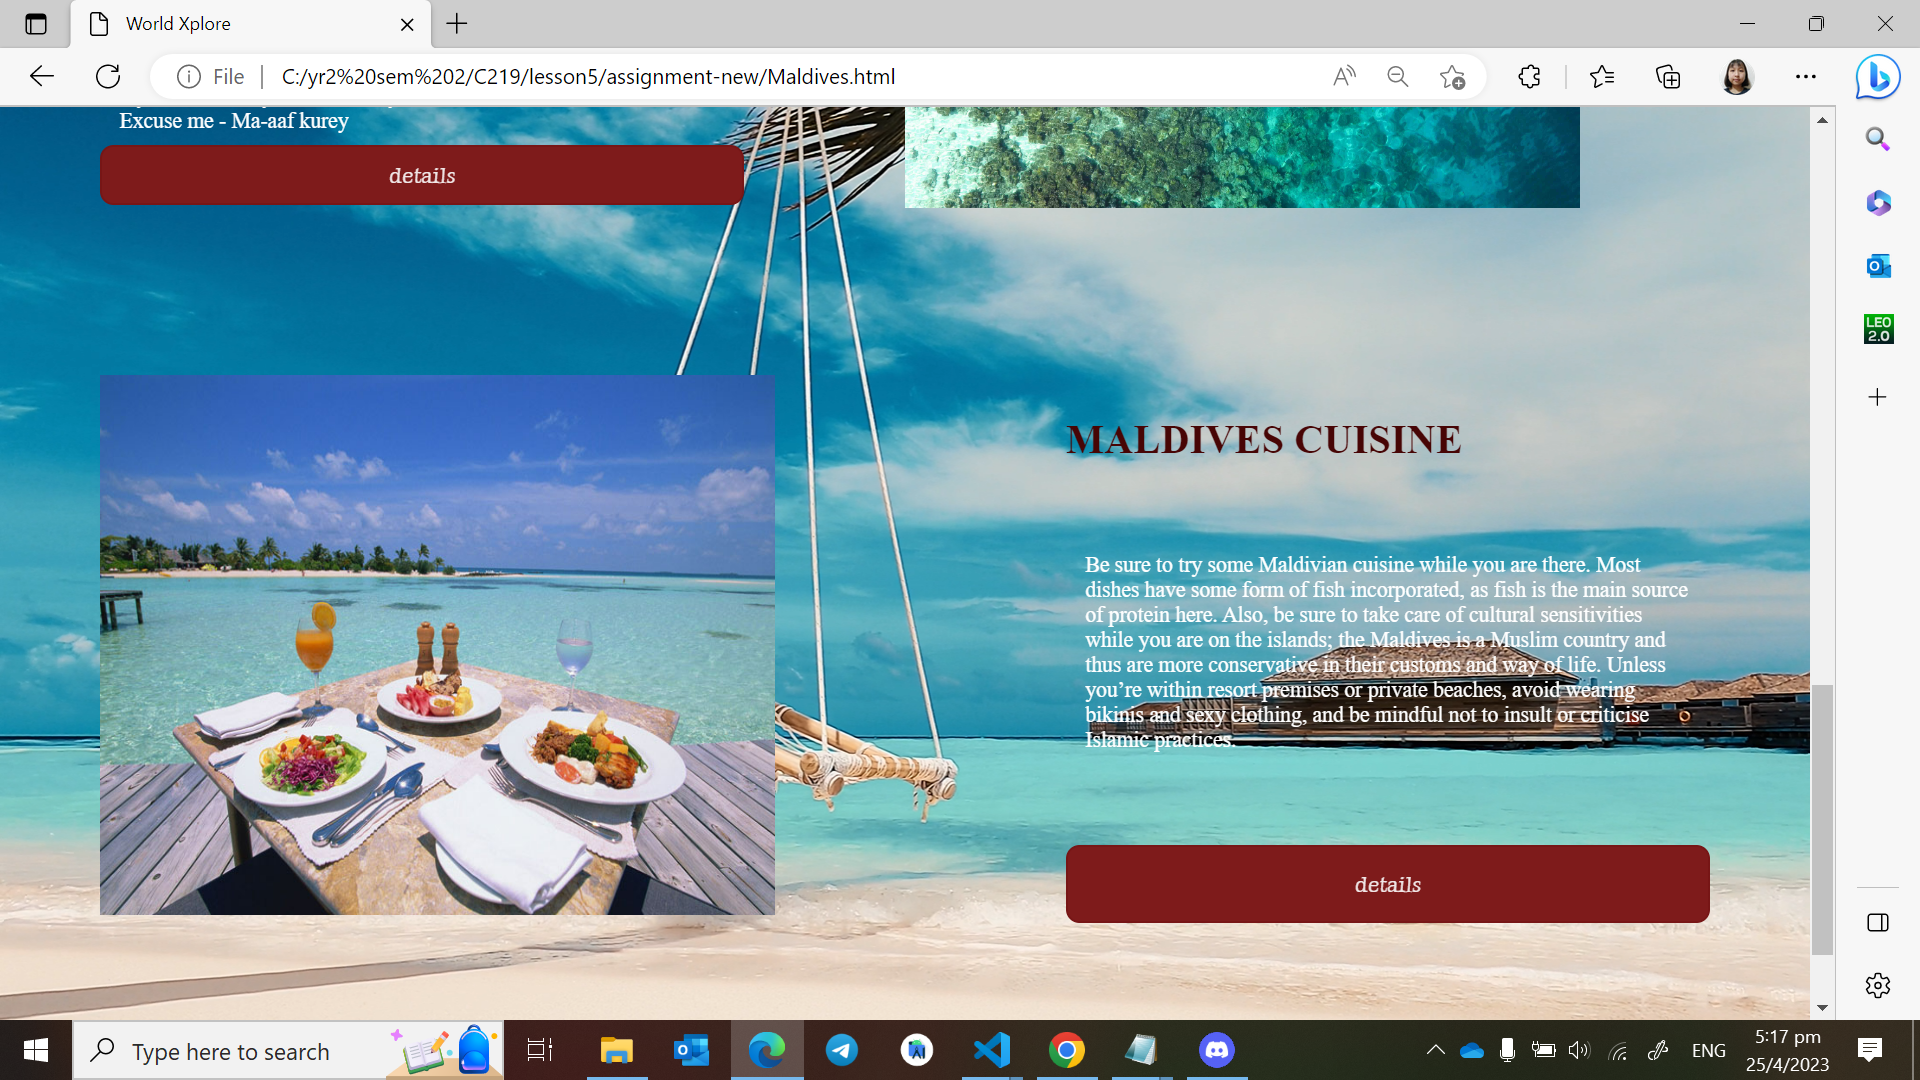 World Xplore
File
C:/yr2%20sem%202/C219/lesson5/assignment-new/Maldives.html
Excuse me - Ma-aaf kurey
details
MALDIVES CUISINE
Be sure to try some Maldivian cuisine while you are there. Most
dishes have some form of fish incorporated, as fish is the main source
of protein here. Also, be sure to take care of cultural sensitivities
while you are on the islands; the Maldives is a Muslim country and
thus are more conservative in their customs and way of life. Unless
you’re within resort premises or private beaches, avoid wearing
bikinis and sexy clothing, and be mindful not to insult or criticise
Islamic practices.
details
LEO
2.0
Type here to search
ENG
5:17 pm
25/4/2023